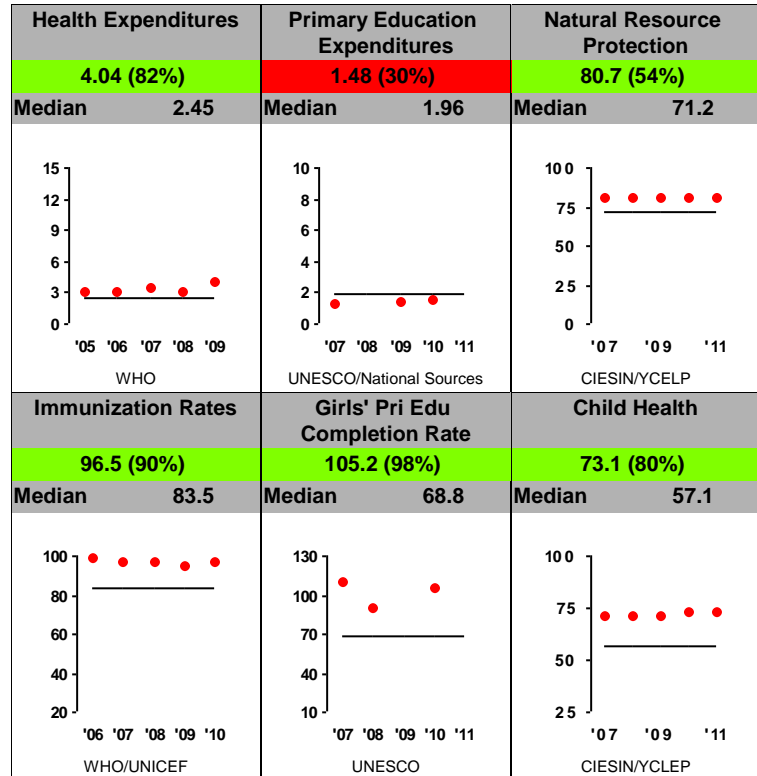 Health Expenditures
4.04 (82%)
Median 2.45
15
12
9
6
3
0
'05 '06 '07 '08 '09
WHO
Primary Education
Expenditures
1.48 (30%)
Median 1.96
10
8
6
4
2
0
'07 '08 '09 '10 '11
UNESCO/National Sources
Natural Resource
Protection
80.7 (54%)
Median 71.2
100
75
50
25
0
'07 '09 '11
CIESIN/YCELP
Immunization Rates
96.5 (90%)
Median 83.5
100
80
60
40
20
'06 '07 '08 '09 '10
WHO/UNICEF
Girls' Pri Edu
Completion Rate
105.2 (98%)
Median 68.8
130
100
70
40
10
'07 '08 '09 '10 '11
UNESCO
Child Health
73.1 (80%)
Median 57.1
100
75
50
25
'07 '09 '11
CIESIN/YCLEP